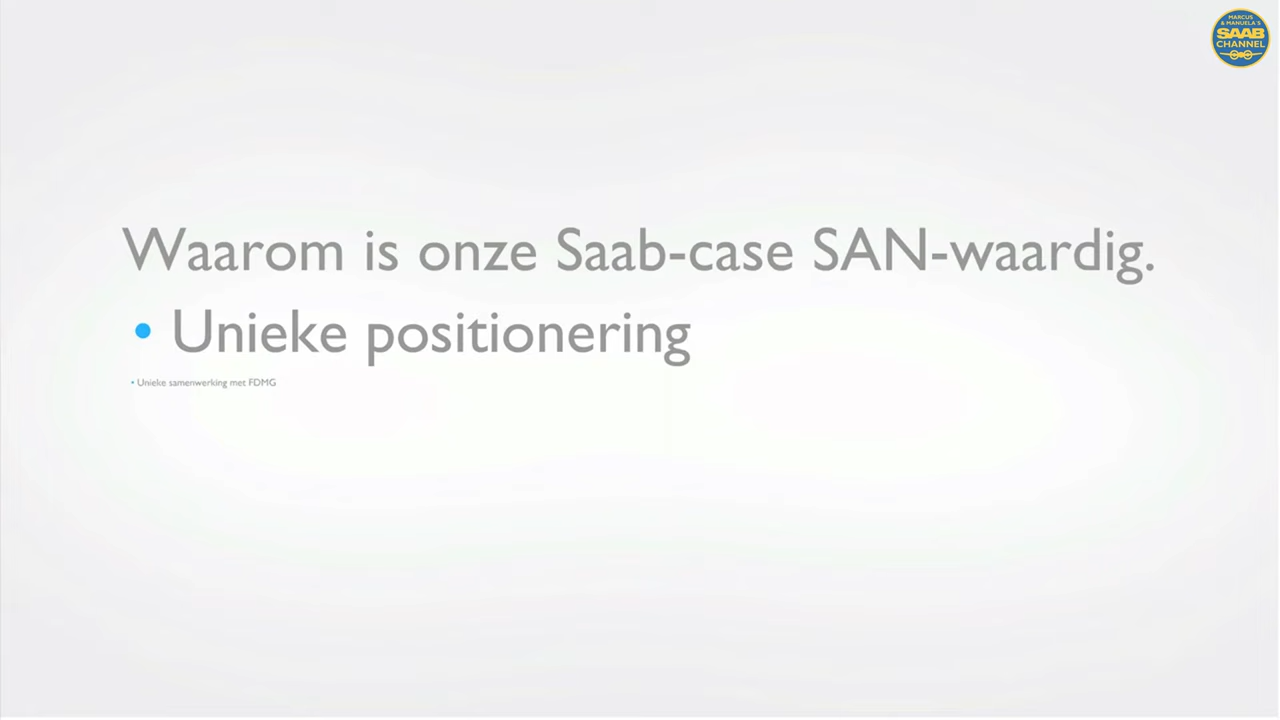 MARCUS
& MANUELA'S
SAAB
CHANNEL
Waarom is onze Saab-case SAN-waardig.
• Unieke positionering
• Unieke samenwerking met FDMG